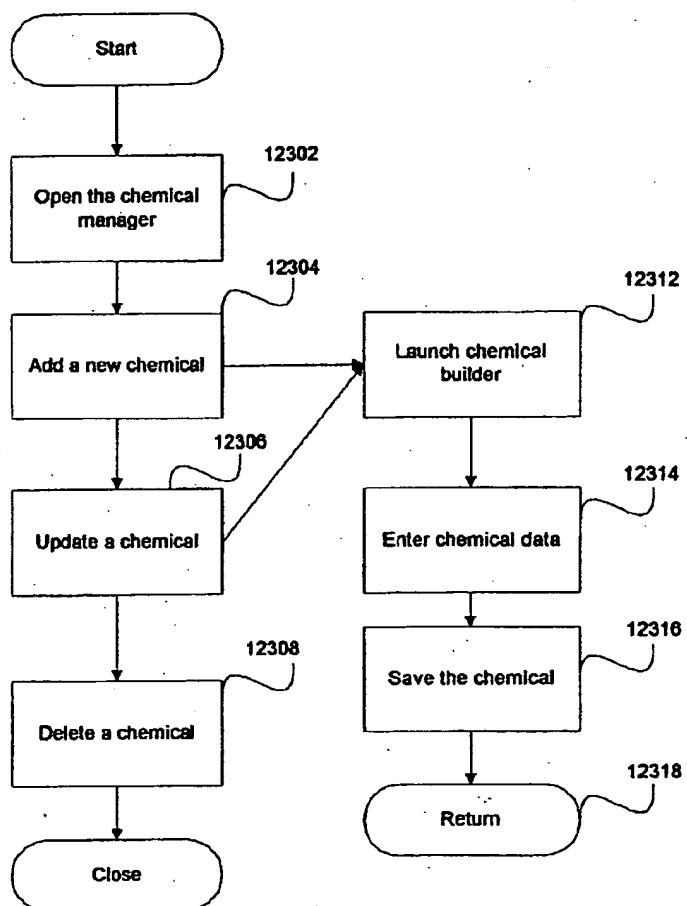 Start
12302
Open the chemical
manager
12304
Add a new chemical
12306
Update a chemical
12308
Delete a chemical
Close
12312
Launch chemical
builder
12314
Enter chemical data
12316
Save the chemical
12318
Return